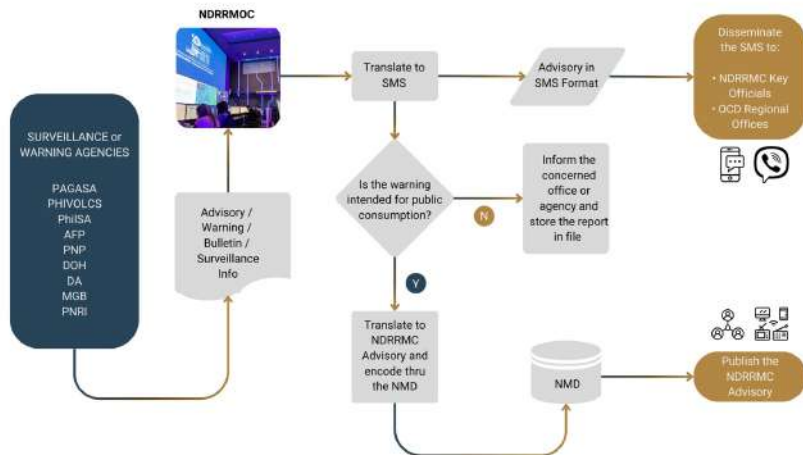 NDRRMOC
SURVEILLANCE or
WARNING AGENCIES
PAGASA
PHIVOLCS
PhilSA
AFP
PNP
DOH
DA
MGB
PNRI
Advisory /
Warning /
Bulletin /
Surveillance
Info
Translate to
SMS
Advisory in
SMS Format
Disseminate
the SMS to:
• NDRRMC Key
Officials
• OCD Regional
Offices
Is the warning
intended for public
consumption?
N
Inform the
concerned
office or
agency and
store the report
in file
Y
Translate to
NDRRMC
Advisory and
encode thru
the NMD
NMD
Publish the
NDRRMC
Advisory